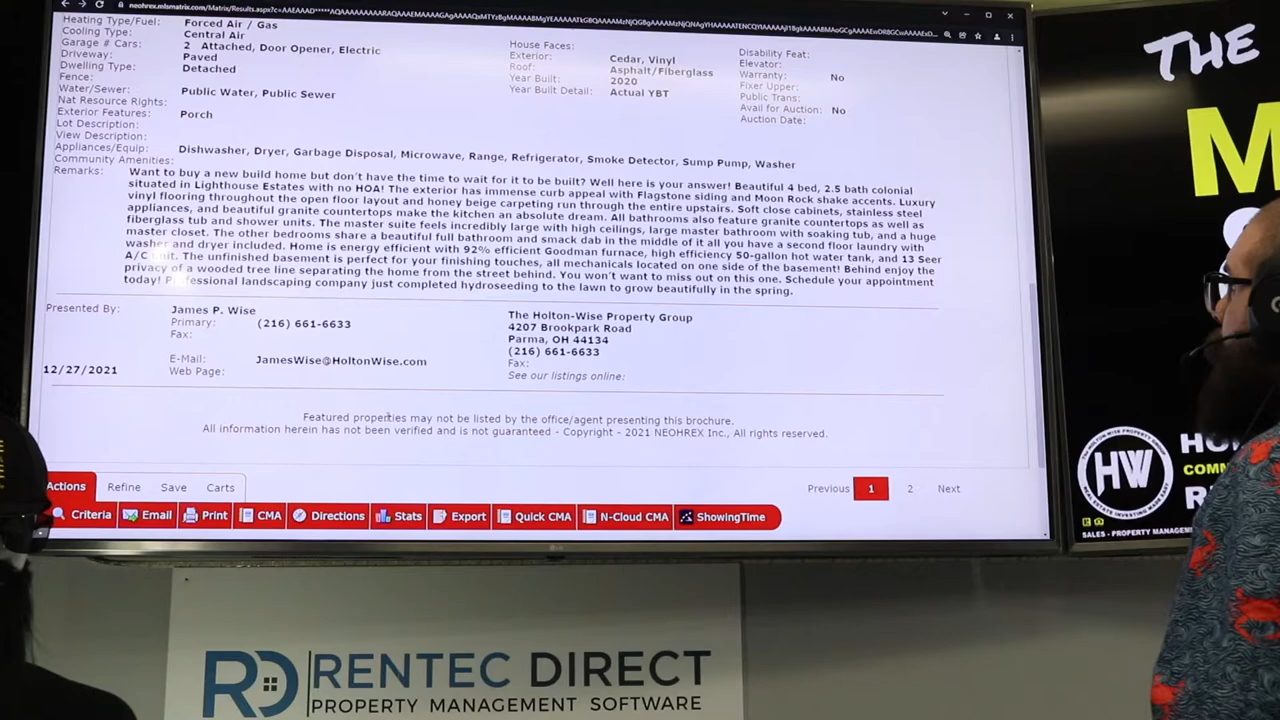 neohrex.mlsmatrix.com/Matrix/Results.aspx?c=
Heating Type/Fuel: Forced Air / Gas
Cooling Type: Central Air
Garage # Cars: 2 Attached, Door Opener, Electric
Driveway: Paved
Dwelling Type: Detached
Fence:
Water/Sewer: Public Water, Public Sewer
Nat Resource Rights:
Exterior Features: Porch
Lot Description:
View Description:
Appliances/Equip: Dishwasher, Dryer, Garbage Disposal, Microwave, Range, Refrigerator, Smoke Detector, Sump Pump, Washer
Community Amenities:
House Faces:
Exterior: Cedar, Vinyl
Roof: Asphalt/Fiberglass
Year Built: 2020
Year Built Detail: Actual YBT
Disability Feat:
Elevator:
Warranty: No
Fixer Upper:
Public Trans:
Avail for Auction: No
Auction Date:
Remarks: Want to buy a new build home but don't have the time to wait for it to be built? Well here is your answer! Beautiful 4 bed, 2.5 bath colonial
situated in Lighthouse Estates with no HOA! The exterior has immense curb appeal with Flagstone siding and Moon Rock shake accents. Luxury
vinyl flooring throughout the open floor layout and honey beige carpeting run through the entire upstairs. Soft close cabinets, stainless steel
appliances, and beautiful granite countertops make the kitchen an absolute dream. All bathrooms also feature granite countertops as well as
fiberglass tub and shower units. The master suite feels incredibly large with high ceilings, large master bathroom with soaking tub, and a huge
master closet. The other bedrooms share a beautiful full bathroom and smack dab in the middle of it all you have a second floor laundry with
washer and dryer included. Home is energy efficient with 92% efficient Goodman furnace, high efficiency 50-gallon hot water tank, and 13 Seer
A/C Unit. The unfinished basement is perfect for your finishing touches, all mechanicals located on one side of the basement! Behind enjoy the
privacy of a wooded tree line separating the home from the street behind. You won't want to miss out on this one. Schedule your appointment
today! Professional landscaping company just completed hydroseeding to the lawn to grow beautifully in the spring.
Presented By: James P. Wise
Primary: (216) 661-6633
Fax:
E-Mail: JamesWise@HoltonWise.com
Web Page:
12/27/2021
The Holton-Wise Property Group
4207 Brookpark Road
Parma, OH 44134
(216) 661-6633
Fax:
See our listings online:
Featured properties may not be listed by the office/agent presenting this brochure.
All information herein has not been verified and is not guaranteed - Copyright - 2021 NEOHREX Inc., All rights reserved.
Actions Refine Save Carts
Previous 1 2 Next
Criteria Email Print CMA Directions Stats Export Quick CMA N-Cloud CMA ShowingTime
THE
M
HW
HO
COMM
R
SALES - PROPERTY MANAGEM
RD RENTEC DIRECT
PROPERTY MANAGEMENT SOFTWARE